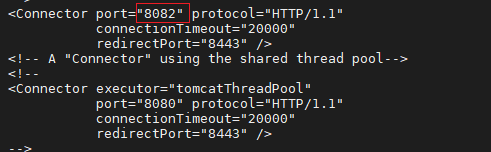 <Connector port="8082" protocol="HTTP/1.1"
connectionTimeout="20000"
redirectPort="8443" />
<!-- A "Connector" using the shared thread pool-->
<!--
<Connector executor="tomcatThreadPool"
port="8080" protocol="HTTP/1.1"
connectionTimeout="20000"
redirectPort="8443" />
-->